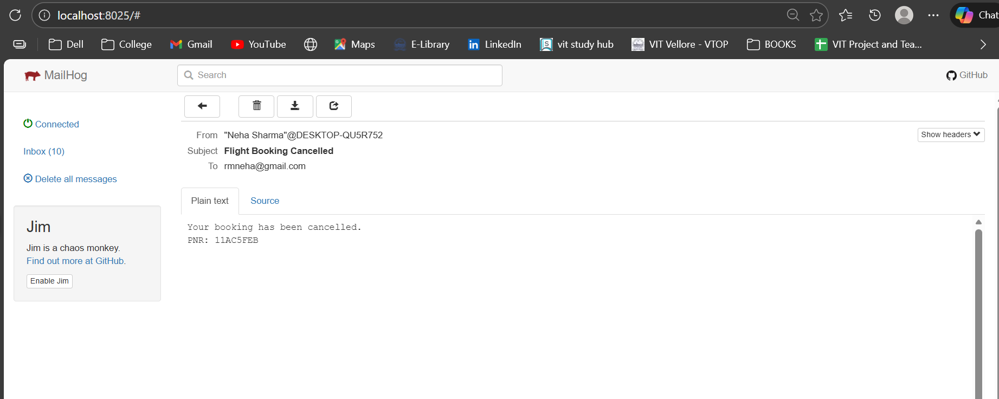 localhost:8025/#
Chat
Dell
College
Gmail
YouTube
Maps
E-Library
LinkedIn
vit study hub
VIT Vellore - VTOP
BOOKS
VIT Project and Tea...
MailHog
Search
GitHub
Connected
Inbox (10)
Delete all messages
Jim
Jim is a chaos monkey.
Find out more at GitHub.
Enable Jim
From "Neha Sharma"@DESKTOP-QU5R752
Show headers
Subject Flight Booking Cancelled
To rmneha@gmail.com
Plain text
Source
Your booking has been cancelled.
PNR: 11AC5FEB